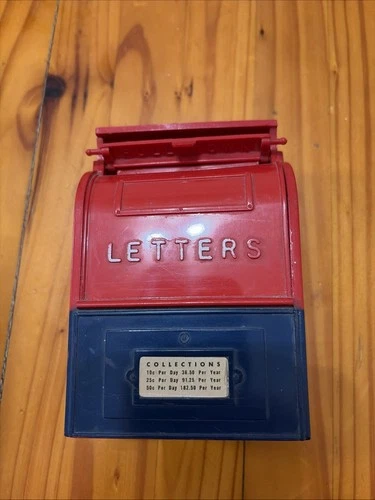 LETTERS
COLLECTIONS
10c Per Day 36.50 Per Year
25c Per Day 91.25 Per Year
50c Per Day 182.50 Per Year